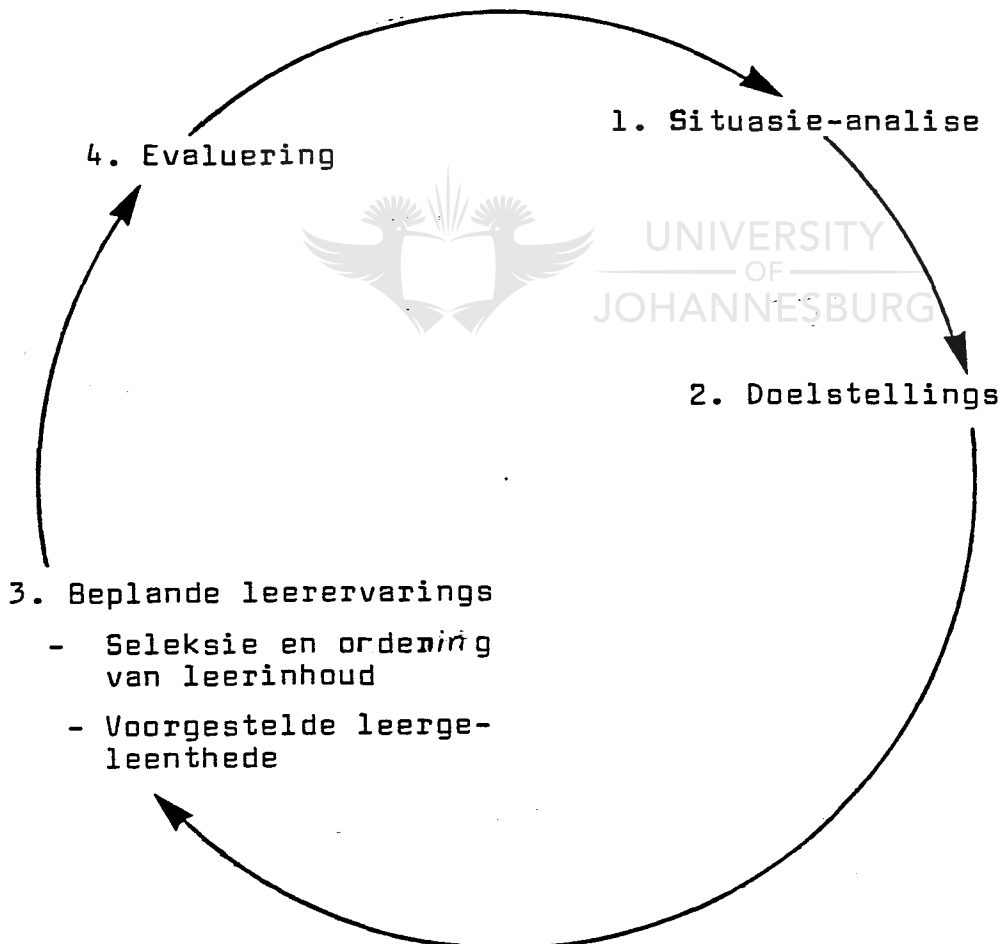 1. Situasie-analise
4. Evaluering
UNIVERSITY
OF
JOHANNESBURG
2. Doelstellings
3. Beplande leerervarings
- Seleksie en ordening
van leerinhoud
- Voorgestelde leerge-
leenthede